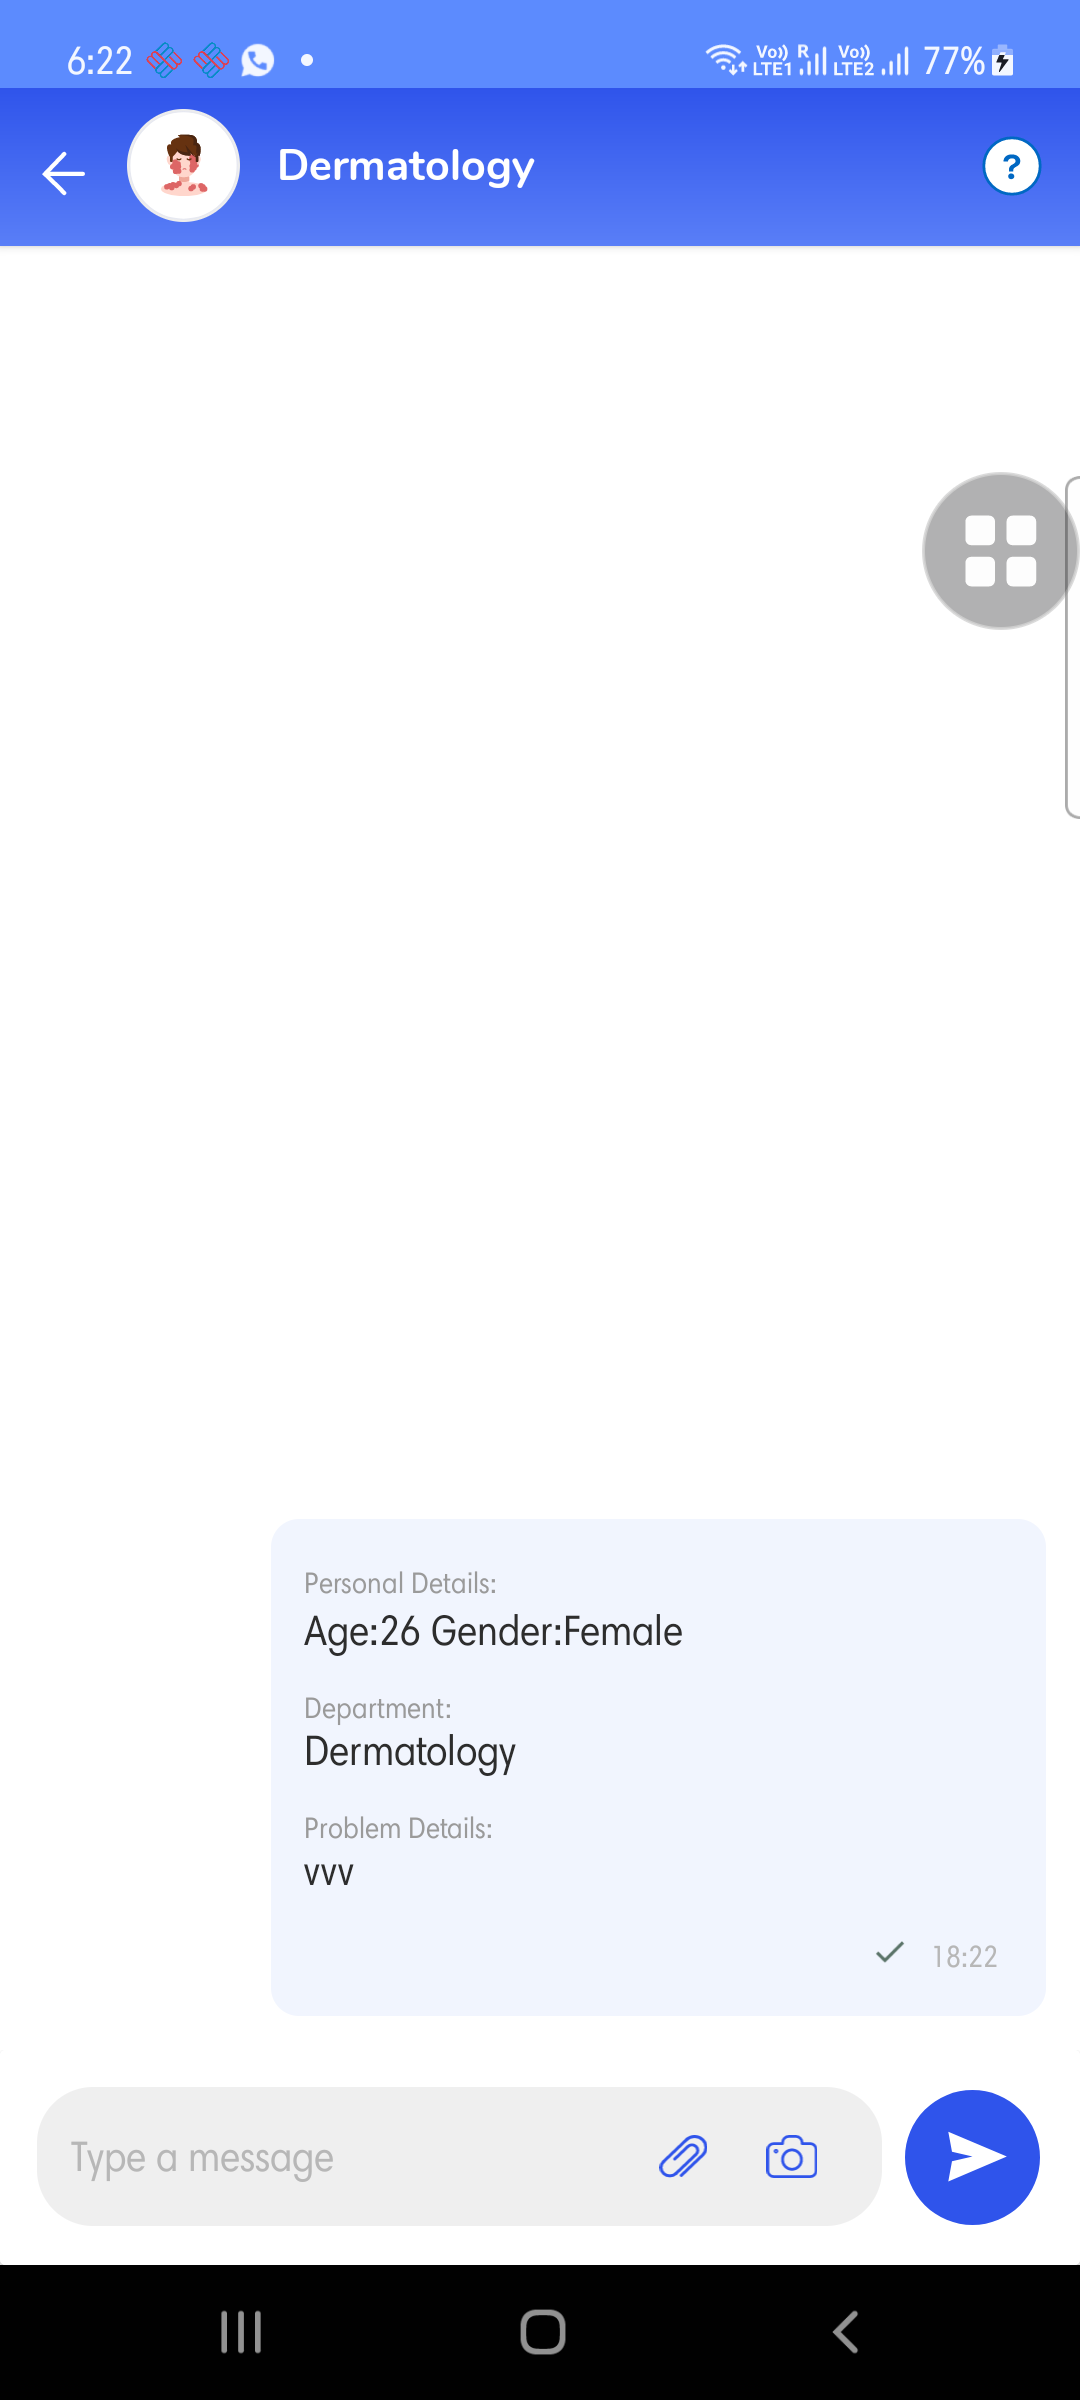 6:22 Vo)) LTE1 R Vo)) LTE2 77%
Dermatology ?
Personal Details:
Age:26 Gender:Female
Department:
Dermatology
Problem Details:
vvv
18:22
Type a message